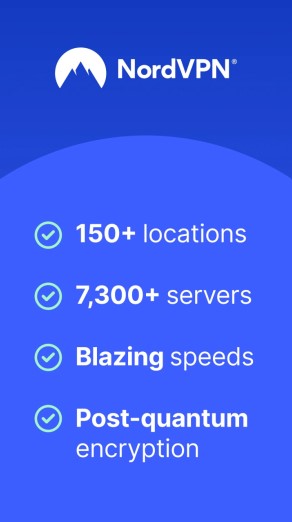 NordVPN®
150+ locations
7,300+ servers
Blazing speeds
Post-quantum
encryption